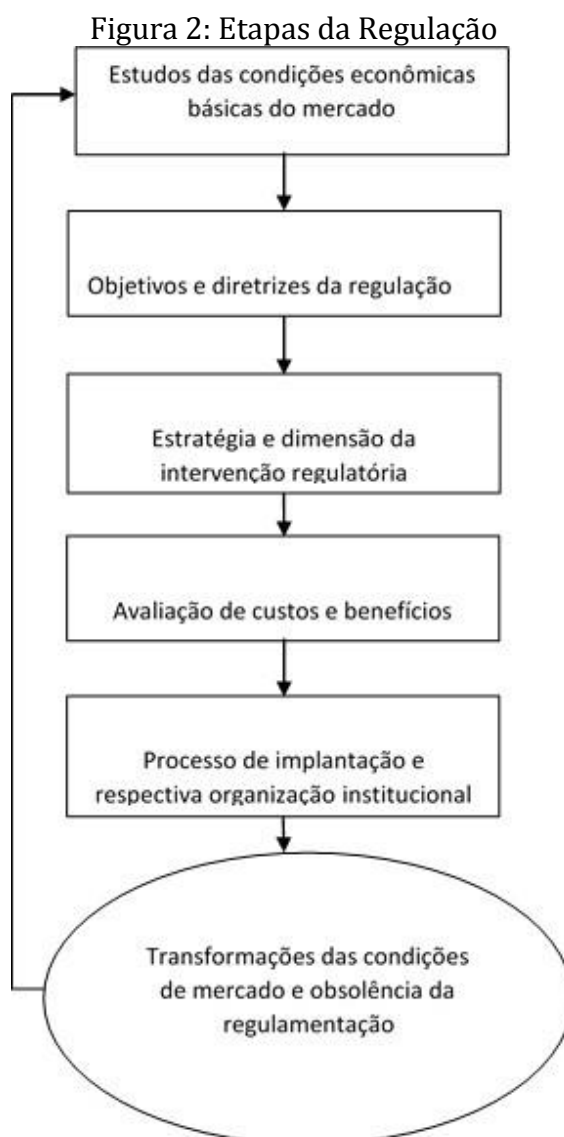 Figura 2: Etapas da Regulação
Estudos das condições econômicas
básicas do mercado
Objetivos e diretrizes da regulação
Estratégia e dimensão da
intervenção regulatória
Avaliação de custos e benefícios
Processo de implantação e
respectiva organização institucional
Transformações das condições
de mercado e obsolência da
regulamentação